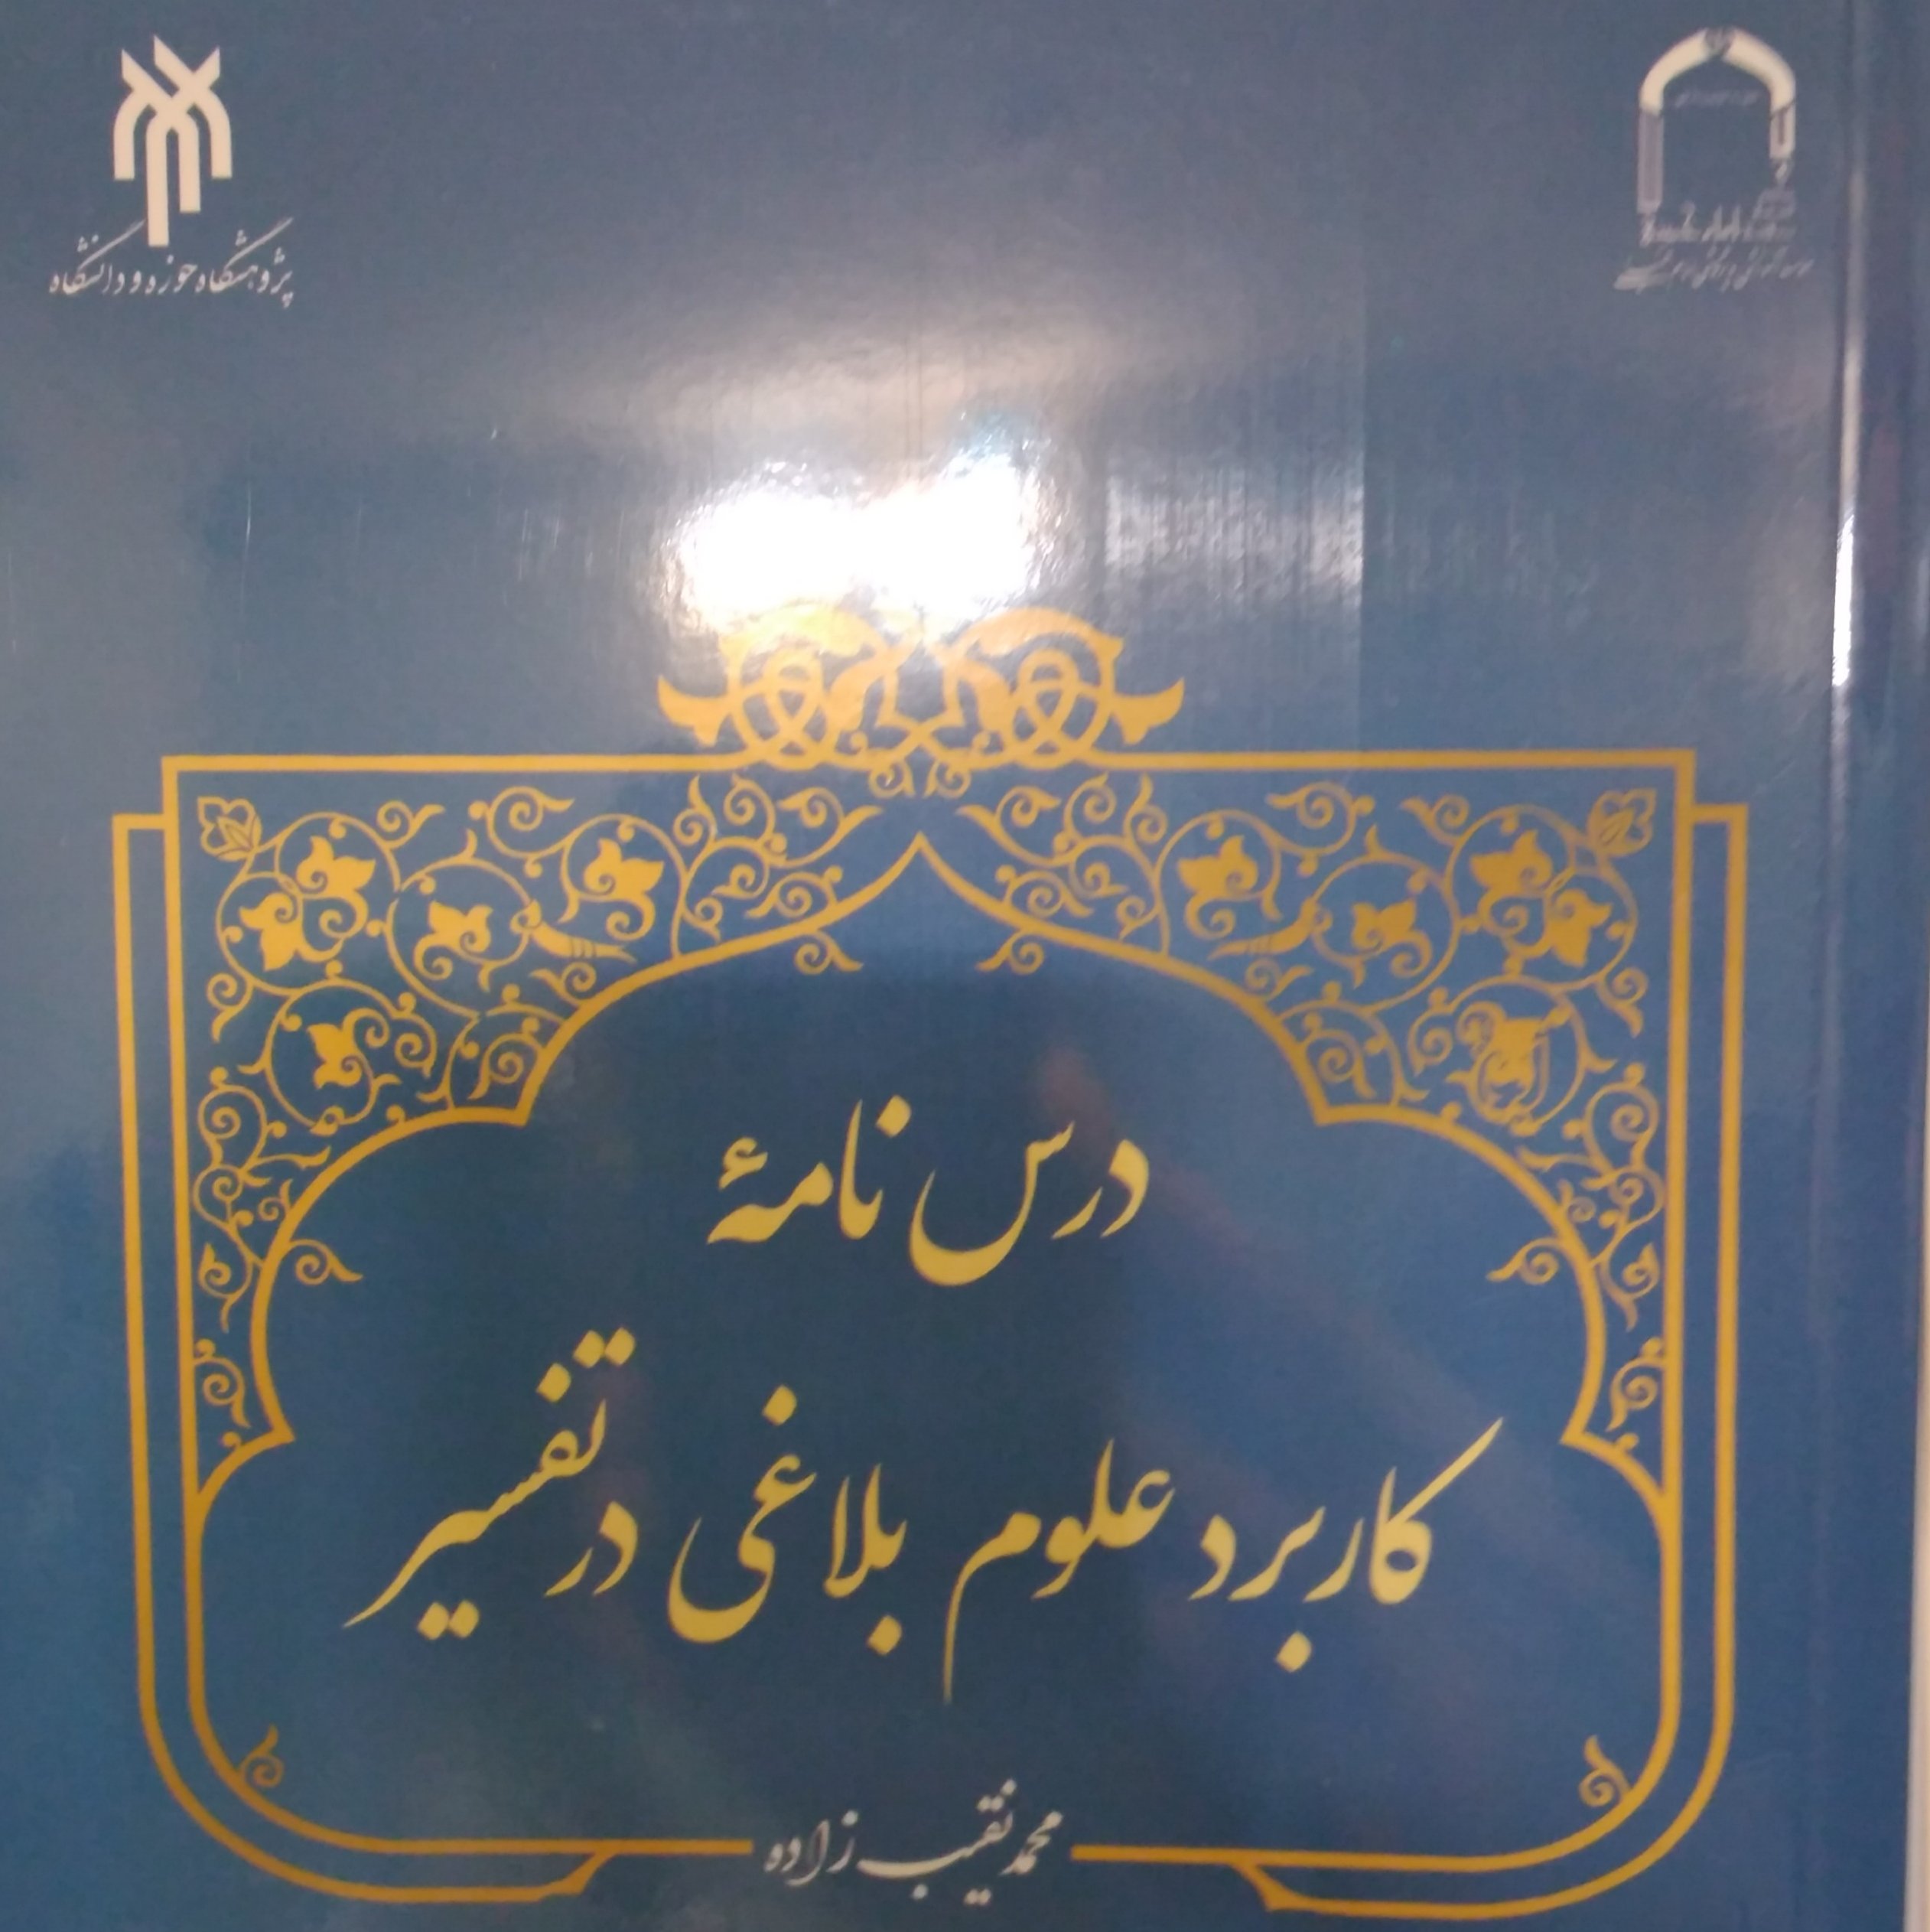 پژوهشگاه حوزه و دانشگاه
درس نامهٔ
کاربرد علوم بلاغی در تفسیر
محمد نقیب زاده